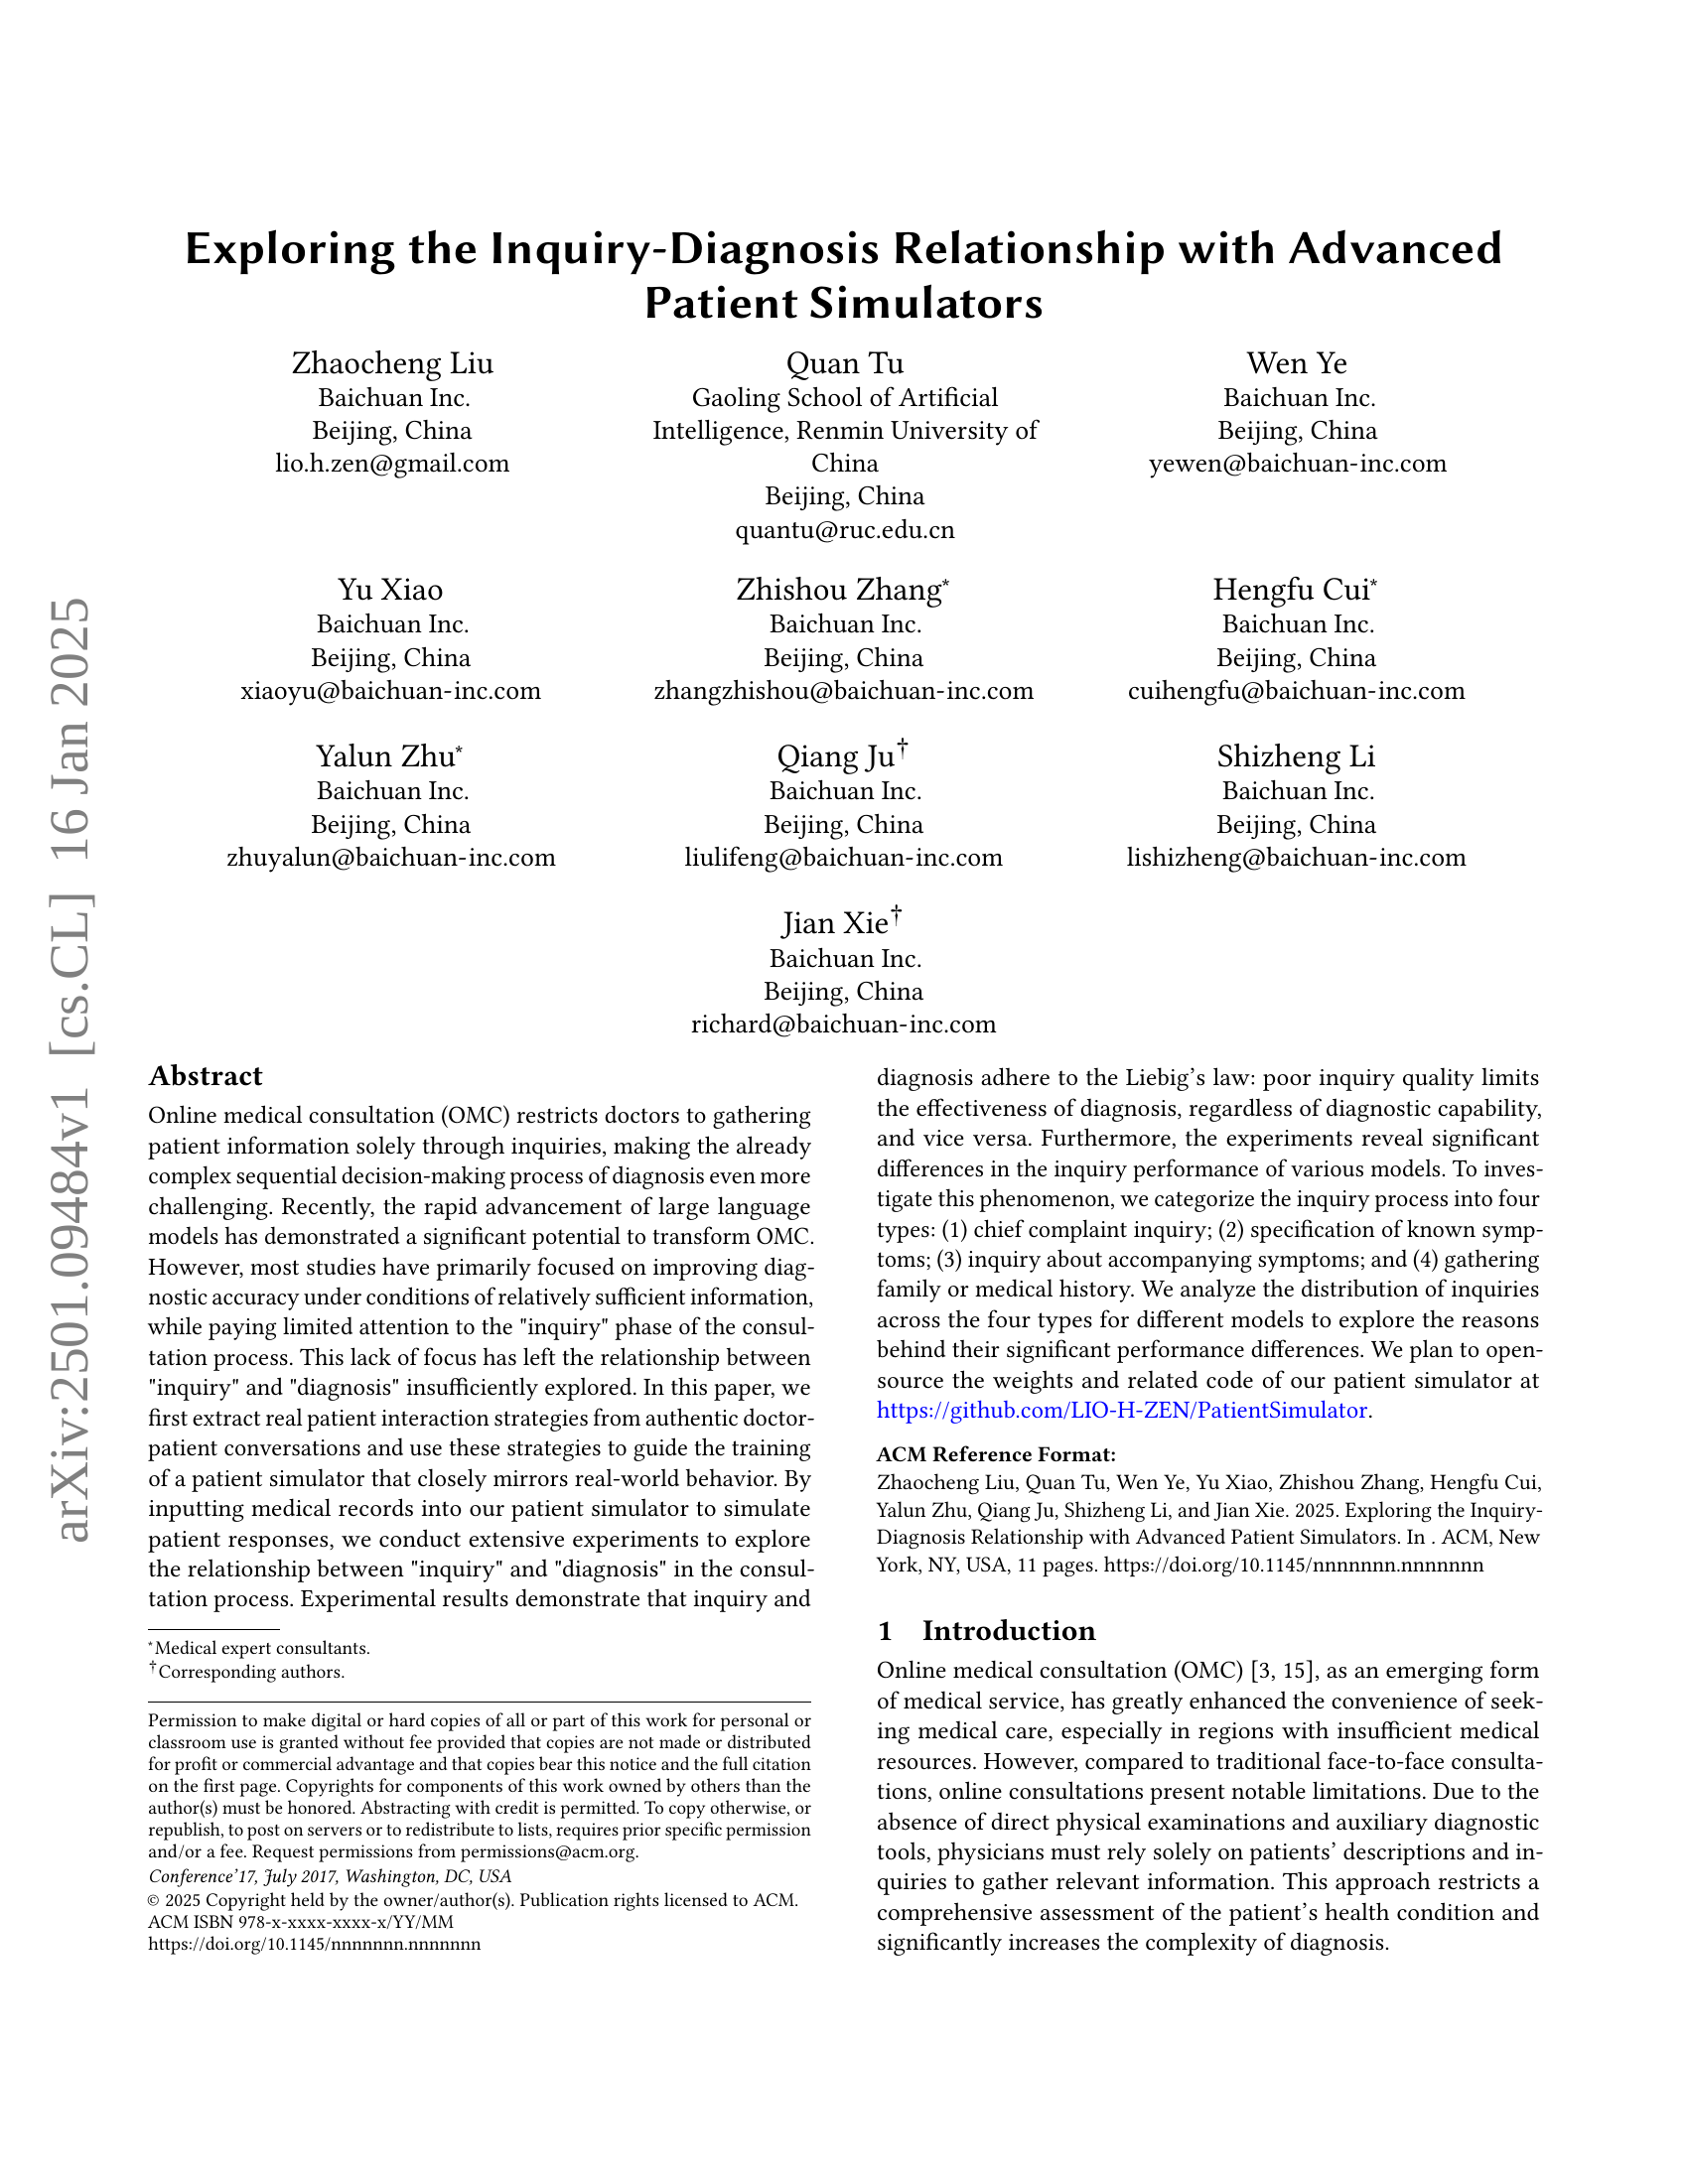 Exploring the Inquiry-Diagnosis Relationship with Advanced
Patient Simulators
Zhaocheng Liu
Baichuan Inc.
Beijing, China
lio.h.zen@gmail.com
Quan Tu
Gaoling School of Artificial
Intelligence, Renmin University of
China
Beijing, China
quantu@ruc.edu.cn
Wen Ye
Baichuan Inc.
Beijing, China
yewen@baichuan-inc.com
Yu Xiao
Baichuan Inc.
Beijing, China
xiaoyu@baichuan-inc.com
Zhishou Zhang*
Baichuan Inc.
Beijing, China
zhangzhishou@baichuan-inc.com
Hengfu Cui*
Baichuan Inc.
Beijing, China
cuihengfu@baichuan-inc.com
Yalun Zhu*
Baichuan Inc.
Beijing, China
zhuyalun@baichuan-inc.com
Qiang Ju†
Baichuan Inc.
Beijing, China
liulifeng@baichuan-inc.com
Shizheng Li
Baichuan Inc.
Beijing, China
lishizheng@baichuan-inc.com
Jian Xie†
Baichuan Inc.
Beijing, China
richard@baichuan-inc.com
arXiv:2501.09484v1 [cs.CL] 16 Jan 2025
Abstract
Online medical consultation (OMC) restricts doctors to gathering
patient information solely through inquiries, making the already
complex sequential decision-making process of diagnosis even more
challenging. Recently, the rapid advancement of large language
models has demonstrated a significant potential to transform OMC.
However, most studies have primarily focused on improving diag-
nostic accuracy under conditions of relatively sufficient information,
while paying limited attention to the "inquiry" phase of the consul-
tation process. This lack of focus has left the relationship between
"inquiry" and "diagnosis" insufficiently explored. In this paper, we
first extract real patient interaction strategies from authentic doctor-
patient conversations and use these strategies to guide the training
of a patient simulator that closely mirrors real-world behavior. By
inputting medical records into our patient simulator to simulate
patient responses, we conduct extensive experiments to explore
the relationship between "inquiry" and "diagnosis" in the consul-
tation process. Experimental results demonstrate that inquiry and
*Medical expert consultants.
†Corresponding authors.
Permission to make digital or hard copies of all or part of this work for personal or
classroom use is granted without fee provided that copies are not made or distributed
for profit or commercial advantage and that copies bear this notice and the full citation
on the first page. Copyrights for components of this work owned by others than the
author(s) must be honored. Abstracting with credit is permitted. To copy otherwise, or
republish, to post on servers or to redistribute to lists, requires prior specific permission
and/or a fee. Request permissions from permissions@acm.org.
Conference'17, July 2017, Washington, DC, USA
© 2025 Copyright held by the owner/author(s). Publication rights licensed to ACM.
ACM ISBN 978-x-xxxx-xxxx-x/YY/MM
https://doi.org/10.1145/nnnnnnn.nnnnnnn
diagnosis adhere to the Liebig's law: poor inquiry quality limits
the effectiveness of diagnosis, regardless of diagnostic capability,
and vice versa. Furthermore, the experiments reveal significant
differences in the inquiry performance of various models. To inves-
tigate this phenomenon, we categorize the inquiry process into four
types: (1) chief complaint inquiry; (2) specification of known symp-
toms; (3) inquiry about accompanying symptoms; and (4) gathering
family or medical history. We analyze the distribution of inquiries
across the four types for different models to explore the reasons
behind their significant performance differences. We plan to open-
source the weights and related code of our patient simulator at
https://github.com/LIO-H-ZEN/PatientSimulator.
ACM Reference Format:
Zhaocheng Liu, Quan Tu, Wen Ye, Yu Xiao, Zhishou Zhang, Hengfu Cui,
Yalun Zhu, Qiang Ju, Shizheng Li, and Jian Xie. 2025. Exploring the Inquiry-
Diagnosis Relationship with Advanced Patient Simulators. In . ACM, New
York, NY, USA, 11 pages. https://doi.org/10.1145/nnnnnnn.nnnnnnn
1 Introduction
Online medical consultation (OMC) [3, 15], as an emerging form
of medical service, has greatly enhanced the convenience of seek-
ing medical care, especially in regions with insufficient medical
resources. However, compared to traditional face-to-face consulta-
tions, online consultations present notable limitations. Due to the
absence of direct physical examinations and auxiliary diagnostic
tools, physicians must rely solely on patients' descriptions and in-
quiries to gather relevant information. This approach restricts a
comprehensive assessment of the patient's health condition and
significantly increases the complexity of diagnosis.